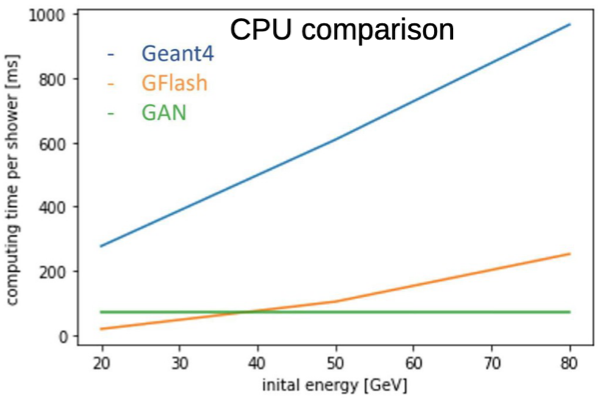 CPU comparison
- Geant4
- GFlash
- GAN
computing time per shower [ms]
1000
800
600
400
200
0
20 30 40 50 60 70 80
inital energy [GeV]